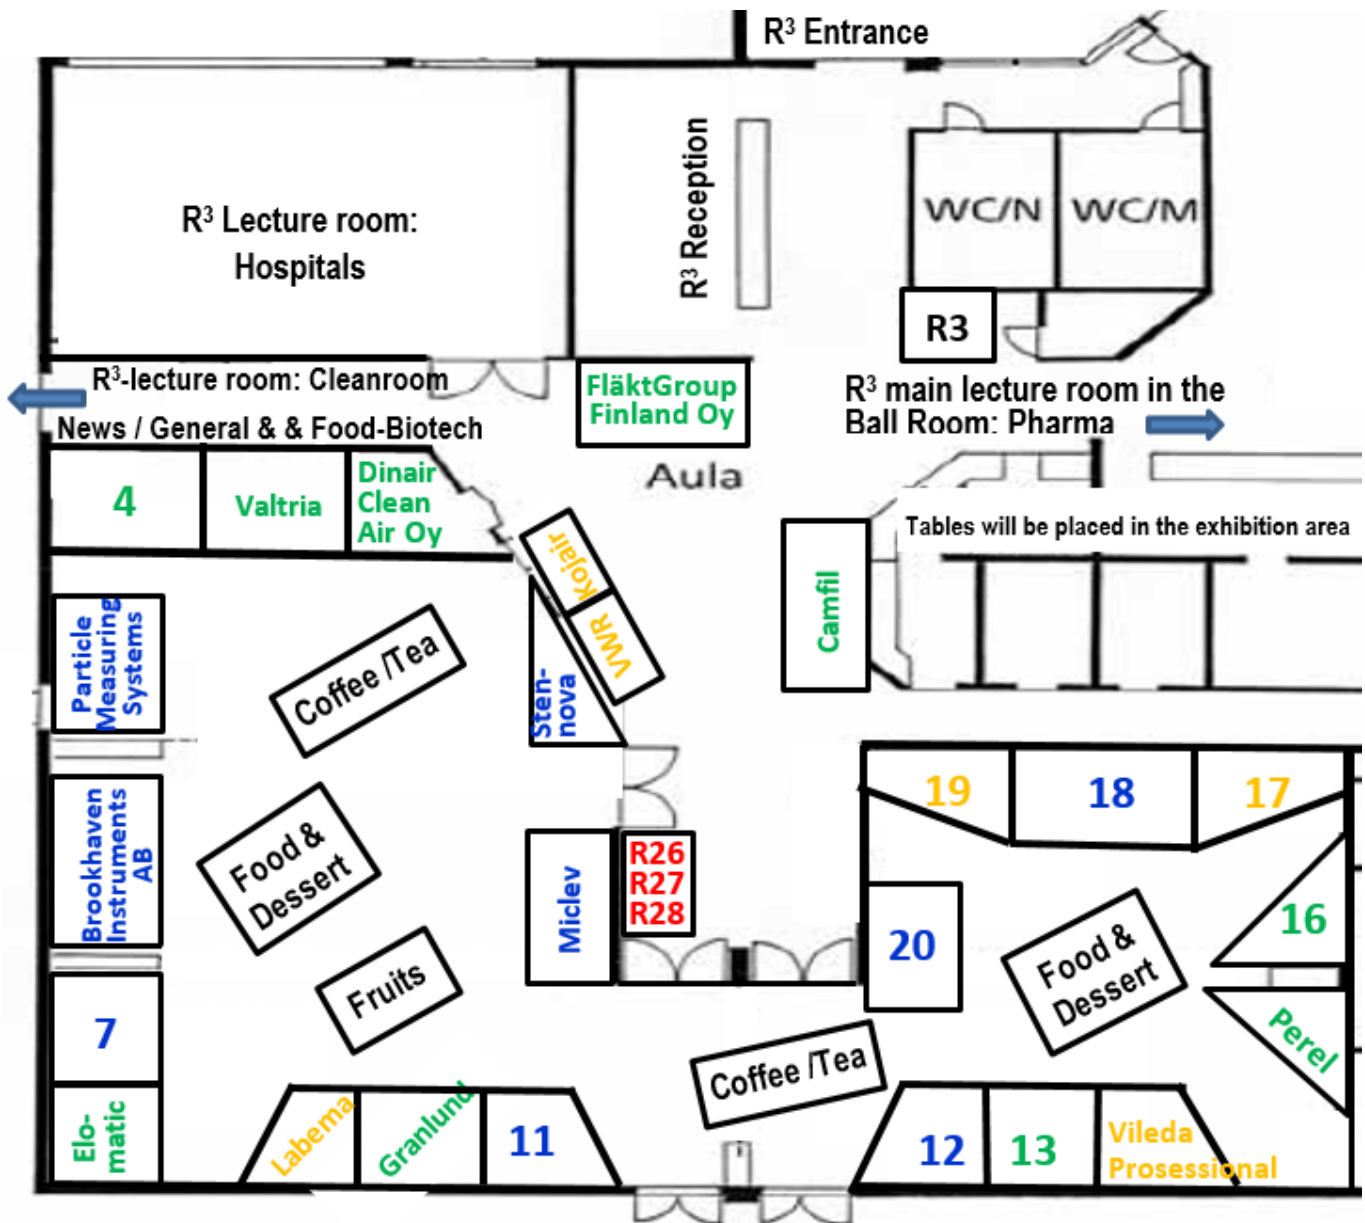 R³ Entrance
R³ Lecture room:
Hospitals
R³ Reception
WC/N
WC/M
R3
R³-lecture room: Cleanroom
News / General & & Food-Biotech
FläktGroup
Finland Oy
R³ main lecture room in the
Ball Room: Pharma
Aula
4
Valtria
Dinair
Clean
Air Oy
Kojair
VWR
Sten-
nova
Camfil
Tables will be placed in the exhibition area
Particle
Measuring
Systems
Coffee /Tea
Brookhaven
Instruments
AB
Food &
Dessert
Fruits
Miclev
R26
R27
R28
19
18
17
16
20
Food &
Dessert
Perel
7
Elo-
matic
Labema
Granlund
11
Coffee /Tea
12
13
Vileda
Prosessional